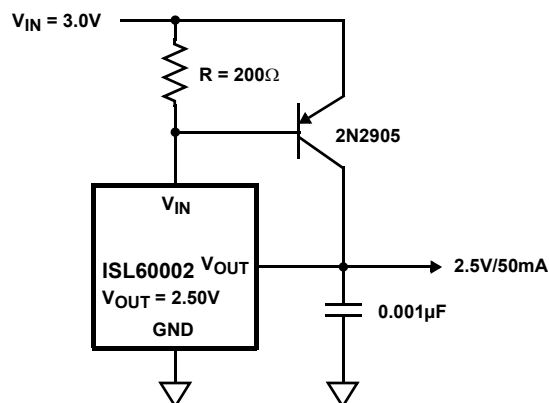 V_IN = 3.0V
R = 200Ω
2N2905
V_IN
ISL60002
V_OUT
V_OUT = 2.50V
GND
2.5V/50mA
0.001µF